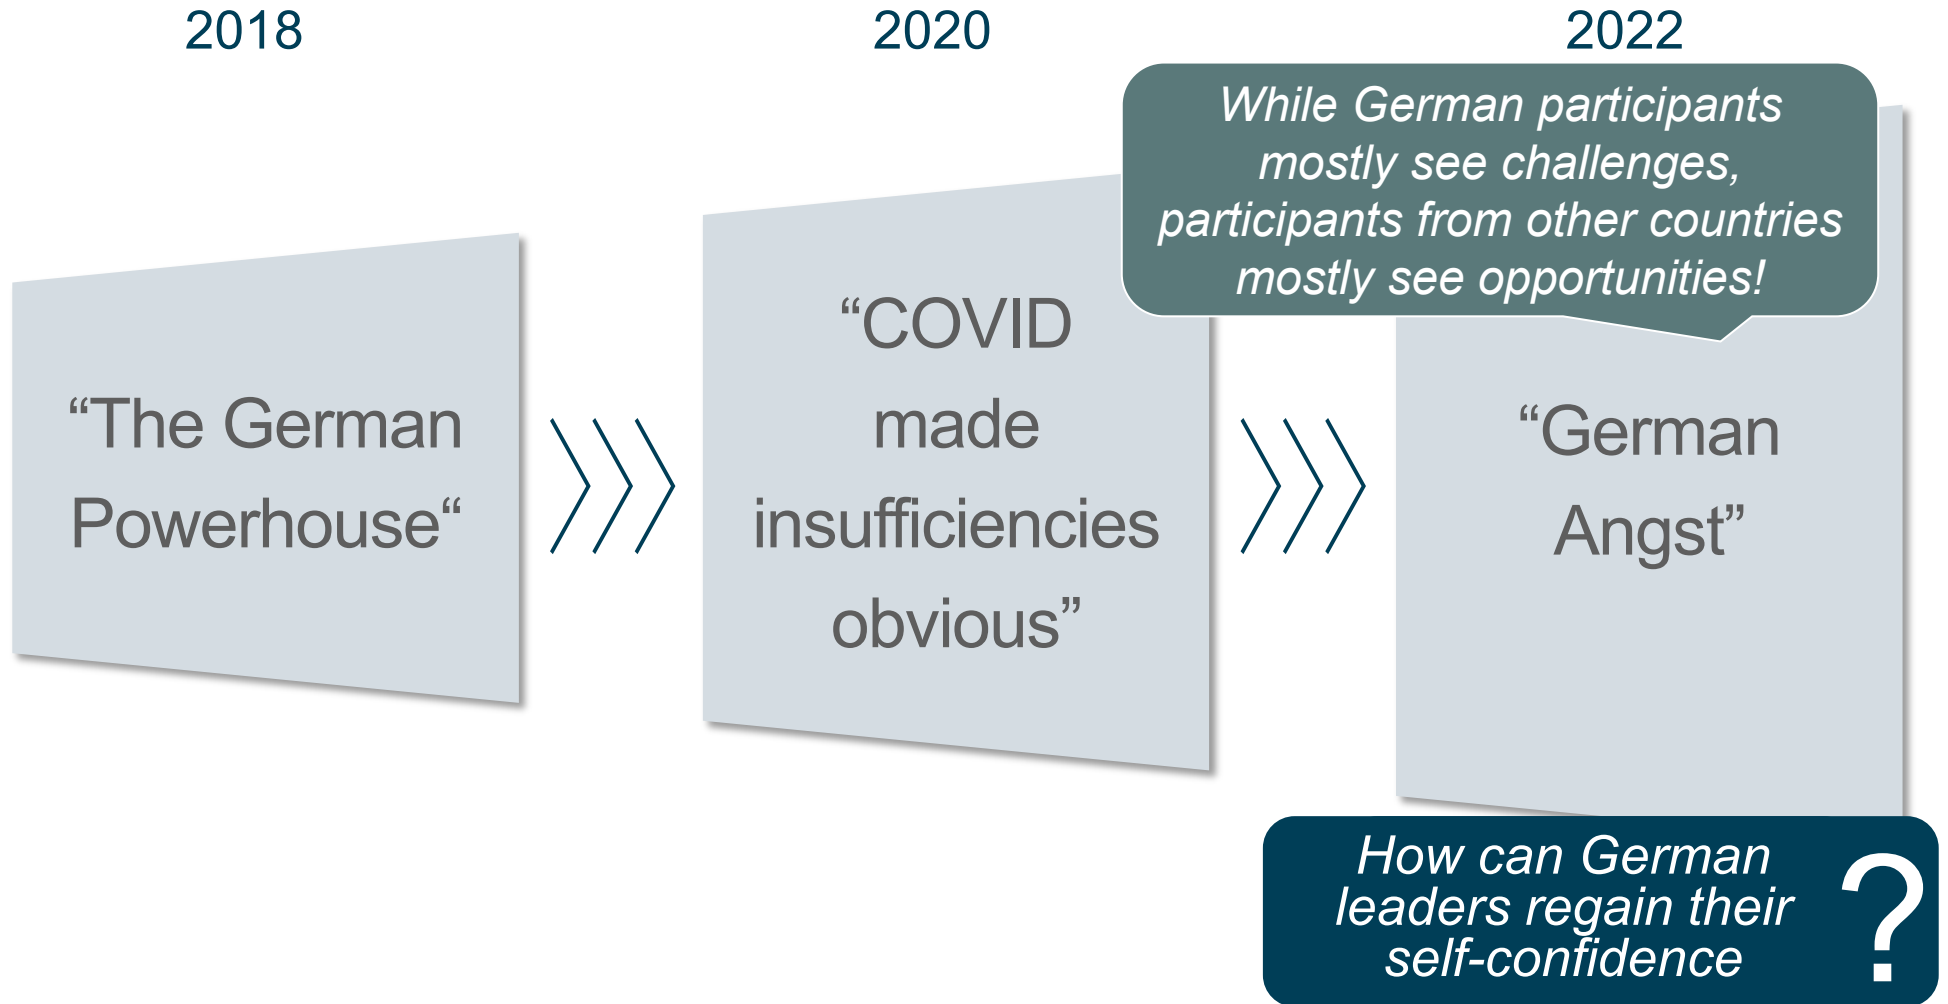 2018
2020
2022
While German participants
mostly see challenges,
participants from other countries
mostly see opportunities!
“The German
Powerhouse“
“COVID
made
insufficiencies
obvious”
“German
Angst”
How can German
leaders regain their
self-confidence
?